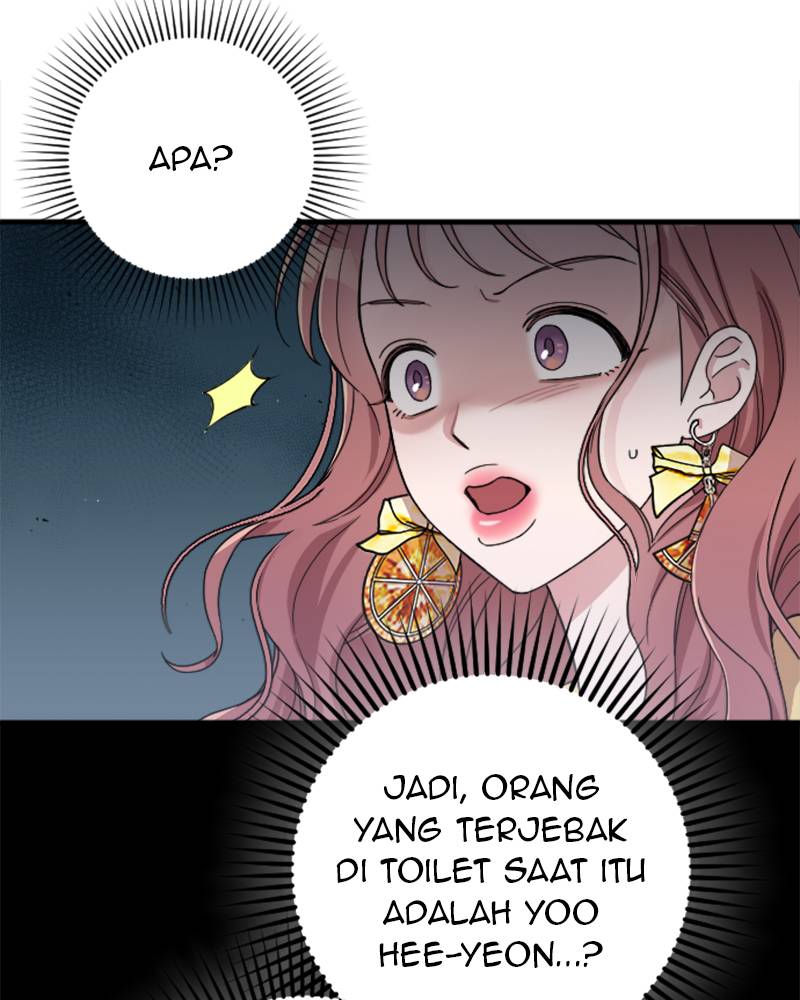 APA?
JADI, ORANG
YANG TERJEBAK
DI TOILET SAAT ITU
ADALAH YOO
HEE-YEON...?